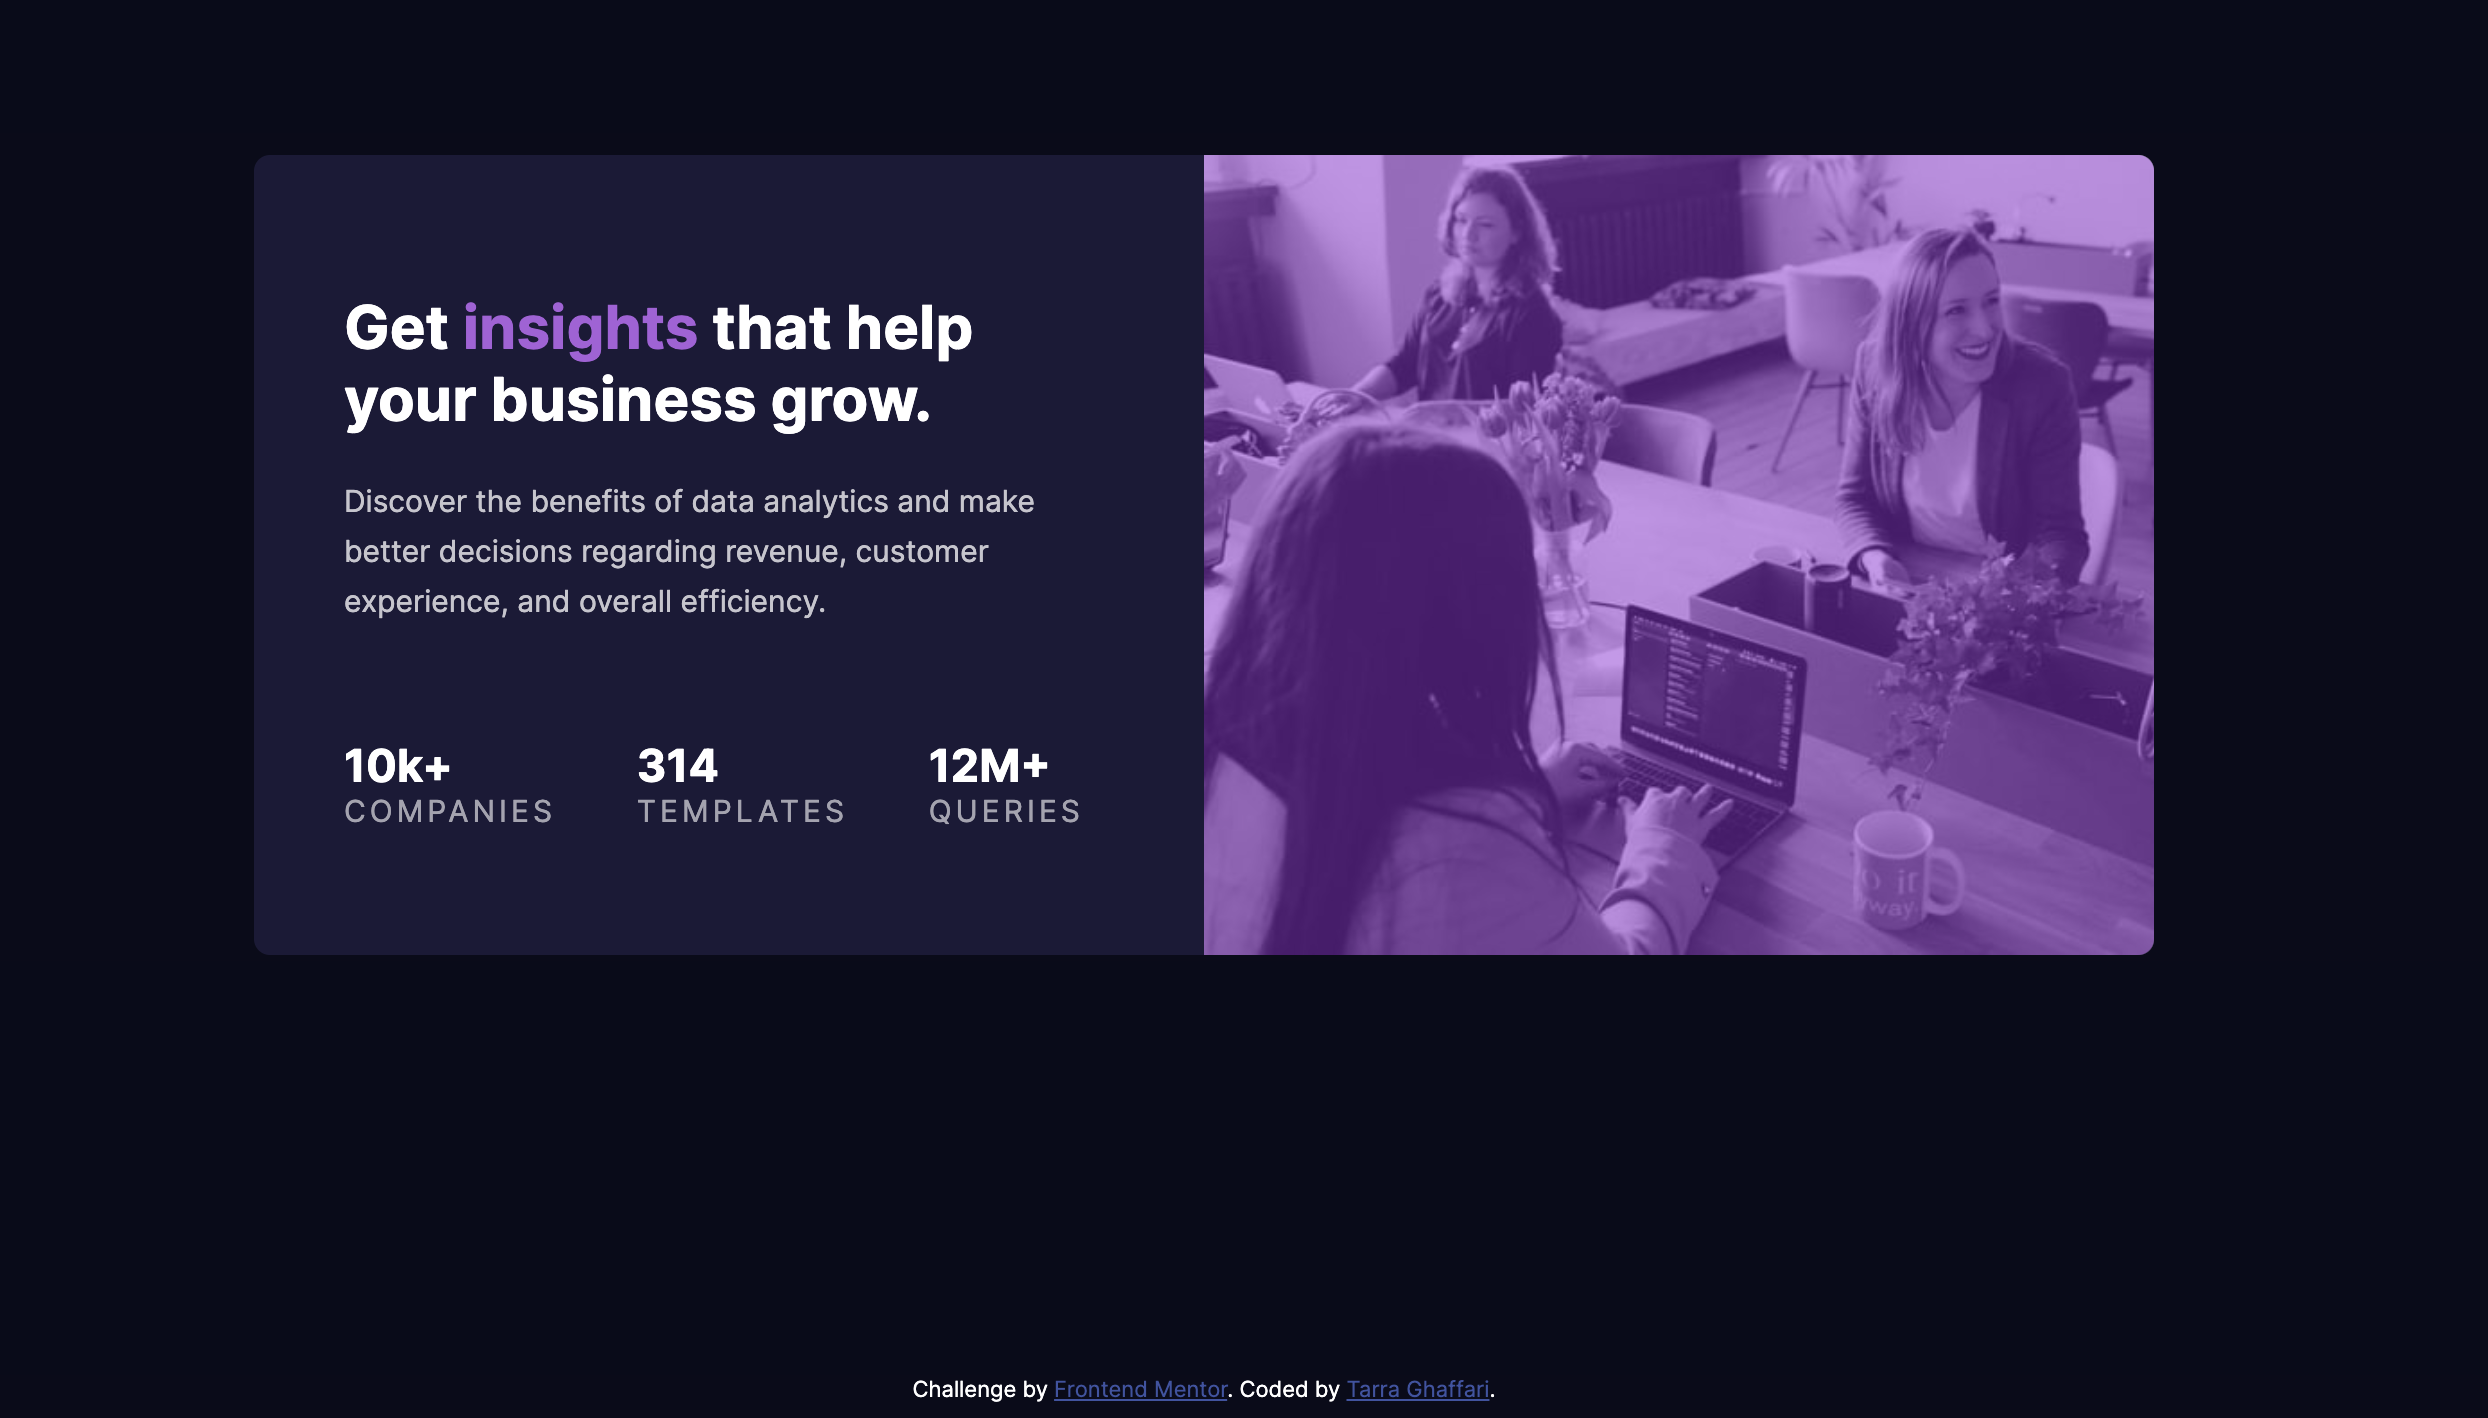 Get insights that help
your business grow.
Discover the benefits of data analytics and make
better decisions regarding revenue, customer
experience, and overall efficiency.
10k+
COMPANIES
314
TEMPLATES
12M+
QUERIES
Challenge by Frontend Mentor. Coded by Tarra Ghaffari.